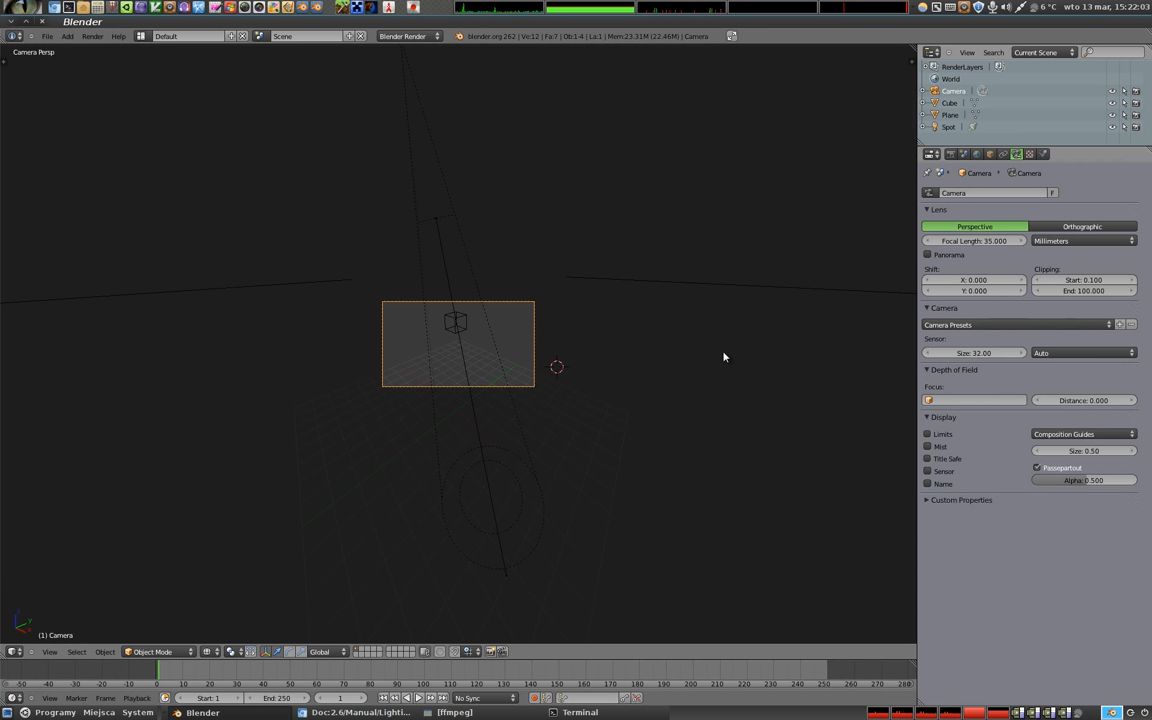 6 °C wto 13 mar, 15:22:03
Blender
File Add Render Help Default Scene Blender Render blender.org 262 | Ve:12 | Fa:7 | Ob:1-4 | La:1 | Mem:23.31M (22.46M) | Camera
View Search Current Scene
Camera Persp
RenderLayers
World
Camera
Cube
Plane
Spot
Camera Camera
Camera F
Lens
Perspective Orthographic
Focal Length: 35.000 Millimeters
Panorama
Shift: Clipping:
X: 0.000 Start: 0.100
Y: 0.000 End: 100.000
Camera
Camera Presets
Sensor:
Size: 32.00 Auto
Depth of Field
Focus:
Distance: 0.000
Display
Limits Composition Guides
Mist Size: 0.50
Title Safe
Sensor Passepartout
Name Alpha: 0.500
Custom Properties
(1) Camera
View Select Object Object Mode Global
-50 -40 -30 -20 -10 0 10 20 30 40 50 60 70 80 90 100 110 120 130 140 150 160 170 180 190 200 210 220 230 240 250 260 270 280
View Marker Frame Playback Start: 1 End: 250 1 No Sync
Programy Miejsca System Blender Doc:2.6/Manual/Lighti... [ffmpeg] Terminal